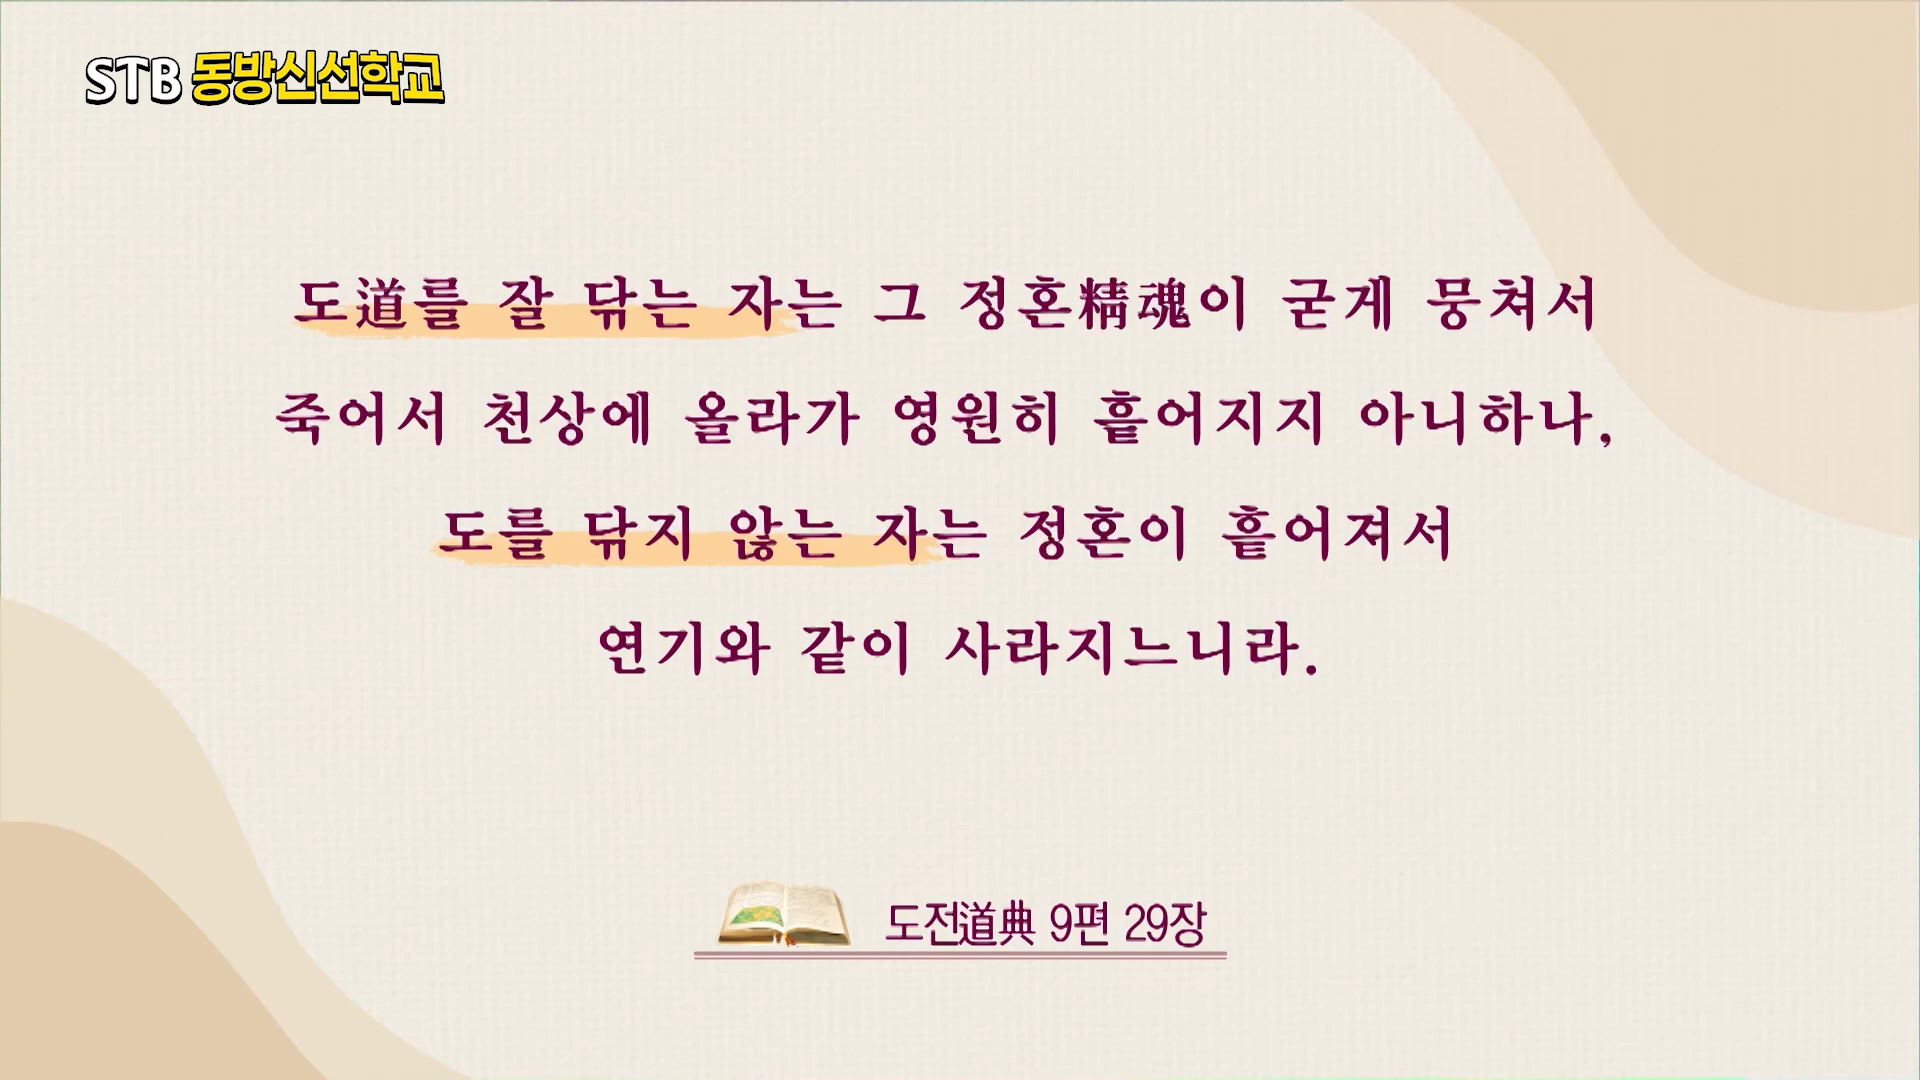 STB 동방신선학교
도道를 잘 닦는 자는 그 정혼精魂이 굳게 뭉쳐서
죽어서 천상에 올라가 영원히 흩어지지 아니하나,
도를 닦지 않는 자는 정혼이 흩어져서
연기와 같이 사라지느니라.
도전道典 9편 29장